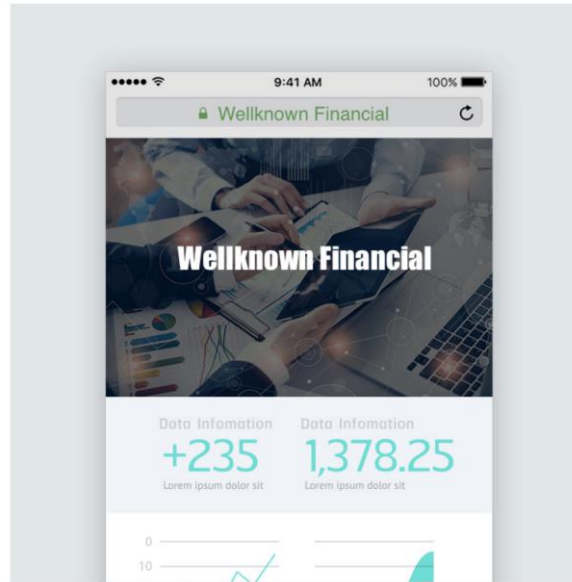 9:41 AM 100%
Wellknown Financial
Wellknown Financial
Data Infomation Data Infomation
+235 1,378.25
Lorem ipsum dolor sit Lorem ipsum dolor sit
0
10